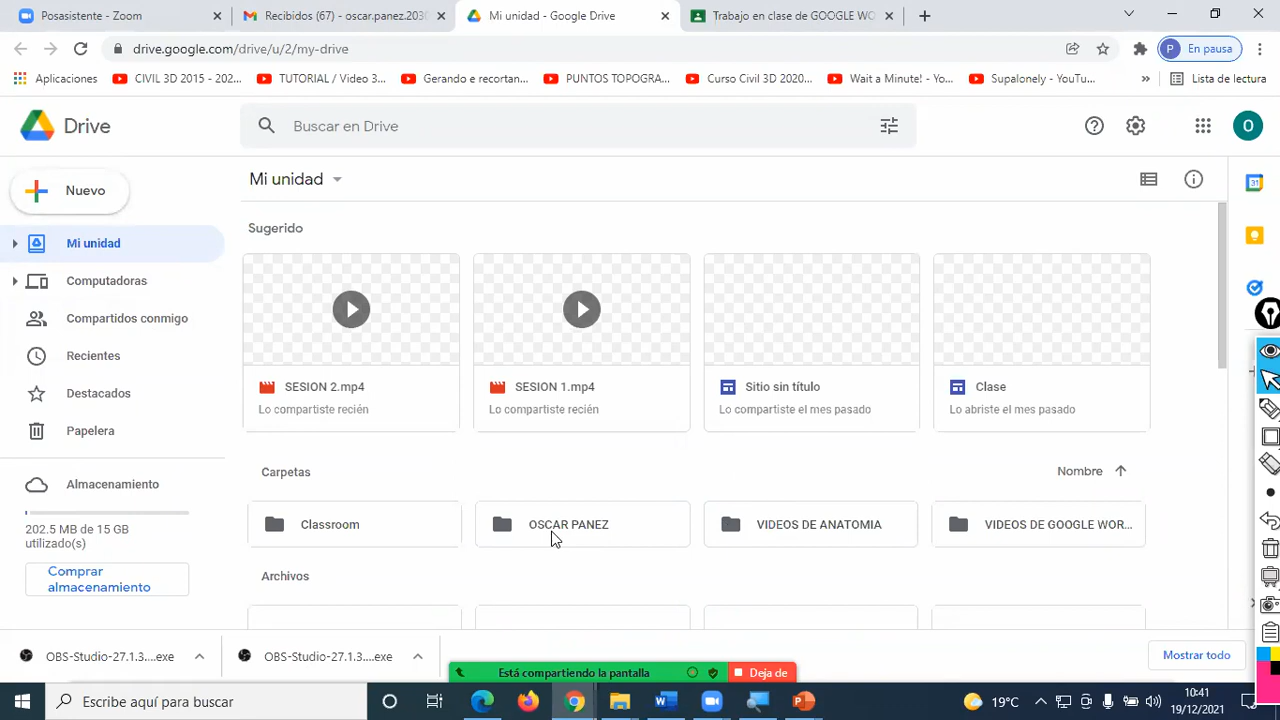 Posasistente - Zoom
Recibidos (67) - oscar.panez.203
Mi unidad - Google Drive
Trabajo en clase de GOOGLE WO
drive.google.com/drive/u/2/my-drive
P En pausa
Aplicaciones
CIVIL 3D 2015 - 202...
TUTORIAL / Video 3...
Gerando e recortan...
PUNTOS TOPOGRA...
Curso Civil 3D 2020...
Wait a Minute! - Yo...
Supalonely - YouTu...
»
Lista de lectura
Drive
Buscar en Drive
O
Nuevo
Mi unidad
31
Sugerido
Mi unidad
Computadoras
Compartidos conmigo
Recientes
Destacados
Papelera
SESION 2.mp4
SESION 1.mp4
Sitio sin título
Clase
Lo compartiste recién
Lo compartiste recién
Lo compartiste el mes pasado
Lo abriste el mes pasado
Carpetas
Nombre
Almacenamiento
202.5 MB de 15 GB
utilizado(s)
Comprar
almacenamiento
Classroom
OSCAR PANEZ
VIDEOS DE ANATOMIA
VIDEOS DE GOOGLE WOR...
Archivos
OBS-Studio-27.1.3....exe
OBS-Studio-27.1.3....exe
Mostrar todo
Está compartiendo la pantalla
Deja de
Escribe aquí para buscar
19°C
10:41
19/12/2021